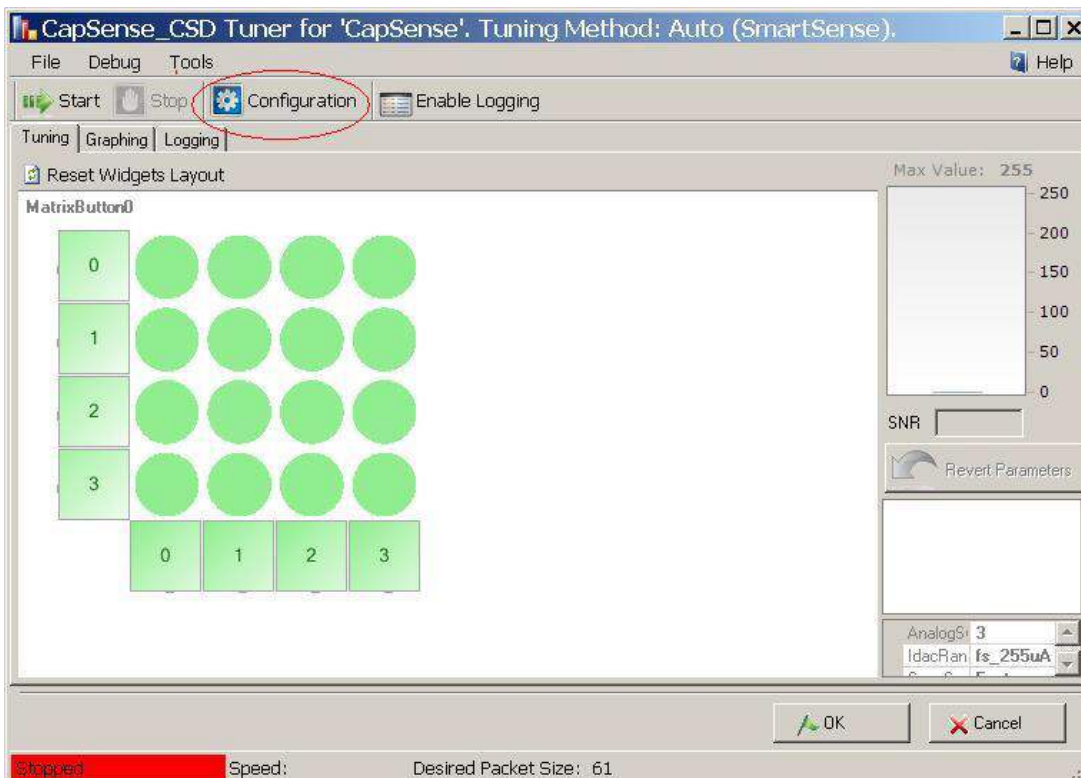 CapSense_CSD Tuner for 'CapSense'. Tuning Method: Auto (SmartSense).
File Debug Tools Help
Start Stop Configuration Enable Logging
Tuning Graphing Logging
Reset Widgets Layout
Max Value: 255
MatrixButton0
250
200
150
100
50
0
0
1
2
3
0 1 2 3
SNR
Revert Parameters
3
IdacRan fs_255uA
OK Cancel
Stopped Speed: Desired Packet Size: 61